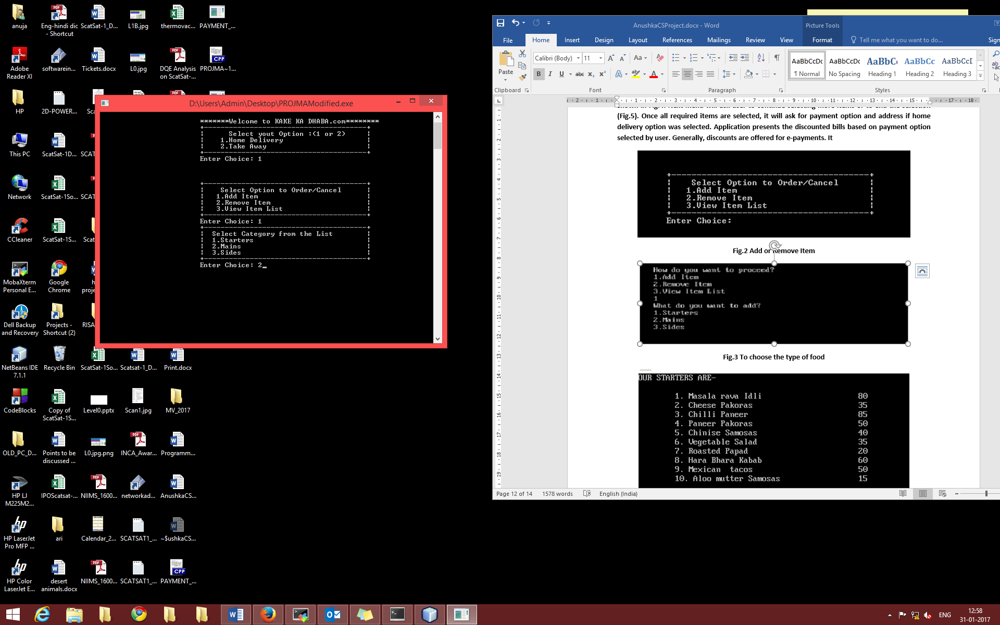 anuja
Eng-hindi dic - Shortcut
ScatSat-1_D...
L1B.jpg
thermovac...
PAYMENT_...
Adobe Reader XI
softwarein...
Tickets.docx
L0.jpg
DQE Analysis on ScatSat-...
PROJMA~1...
HP
2D-POWER...
This PC
ScatSat-1D...
Network
ScatSat-1So...
CCleaner
ScatSat-1S...
MobaXterm Personal E...
Google Chrome
Dell Backup and Recovery
Projects - Shortcut (2)
NetBeans IDE 7.1.1
Recycle Bin
ScatSat-1So...
Scatsat-1_D...
Print.docx
CodeBlocks
Copy of ScatSat-1S...
Level0.pptx
Scan1.jpg
MV_2017
OLD_PC_D...
Points to be discussed ...
L0.jpg.png
INCA_Awar...
Programm...
HP LJ M225M2...
IPOScatsat-...
NIIMS_1600...
networkad...
AnushkaCS...
HP LaserJet Pro MFP ...
ari
Calendar_2...
SCATSAT1_...
~$ushkaCS...
HP Color LaserJet E...
desert animals.docx
NIIMS_1600...
SCATSAT1_...
PAYMENT_...
D:\Users\Admin\Desktop\PROJMAModified.exe
*******Welcome to KAKE KA DHABA.com********
Select yout Option :(1 or 2)
1.Home Delivery
2.Take Away
Enter Choice: 1
Select Option to Order/Cancel
1.Add Item
2.Remove Item
3.View Item List
Enter Choice: 1
Select Category from the List
1.Starters
2.Mains
3.Sides
Enter Choice: 2_
AnushkaCSProject.docx - Word
Picture Tools
File Home Insert Design Layout References Mailings Review View Format Tell me what you want to do... Sign
Paste
Calibri (Body) 11
AaBbCcDc AaBbCcDc AaBbC( AaBbCc AaBbCcI
¶ Normal No Spacing Heading 1 Heading 2 Heading 3
Clipboard Font Paragraph Styles
(Fig.5). Once all required items are selected, it will ask for payment option and address if home
delivery option was selected. Application presents the discounted bills based on payment option
selected by user. Generally, discounts are offered for e-payments. It
Select Option to Order/Cancel
1.Add Item
2.Remove Item
3.View Item List
Enter Choice:
Fig.2 Add or Remove Item
How do you want to proceed?
1.Add Item
2.Remove Item
3.View Item List
1
What do you want to add?
1.Starters
2.Mains
3.Sides
Fig.3 To choose the type of food
OUR STARTERS ARE-
1. Masala rava Idli 80
2. Cheese Pakoras 35
3. Chilli Paneer 85
4. Paneer Pakoras 50
5. Chinise Samosas 40
6. Vegetable Salad 35
7. Roasted Papad 20
8. Hara Bhara Kabab 60
9. Mexican tacos 50
10. Aloo mutter Samosas 15
Page 12 of 14 1578 words English (India)
ENG
12:58
31-01-2017